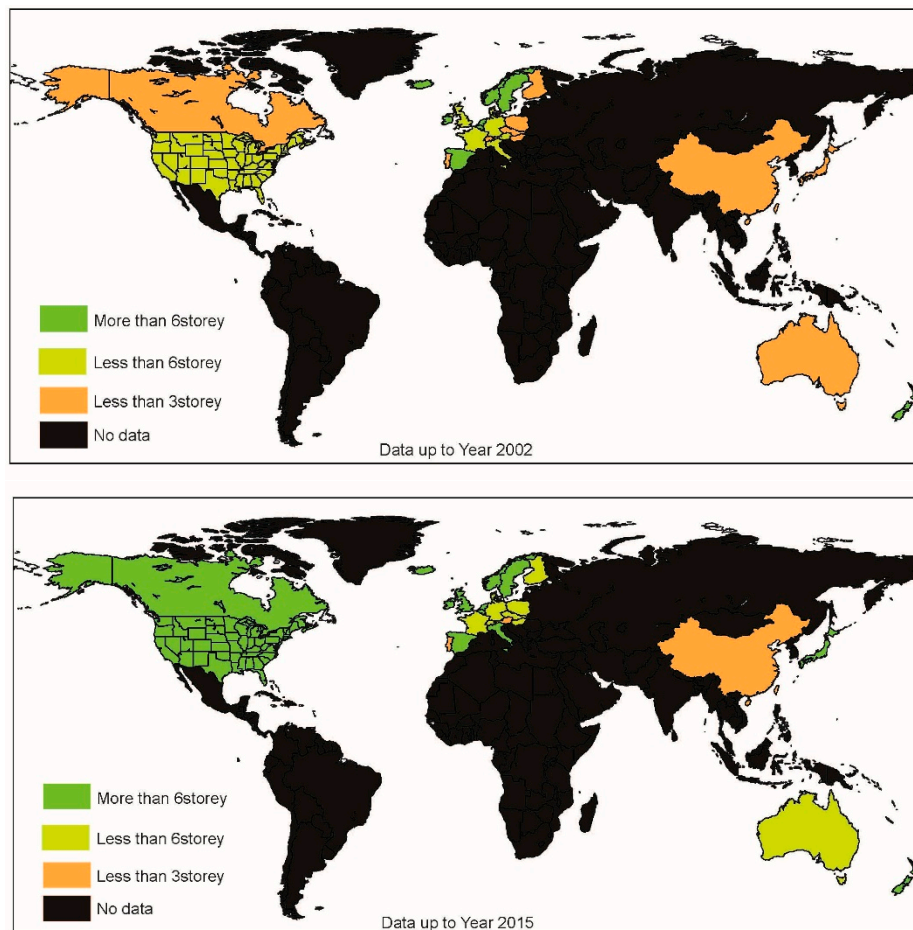 More than 6storey
Less than 6storey
Less than 3storey
No data
Data up to Year 2002
More than 6storey
Less than 6storey
Less than 3storey
No data
Data up to Year 2015